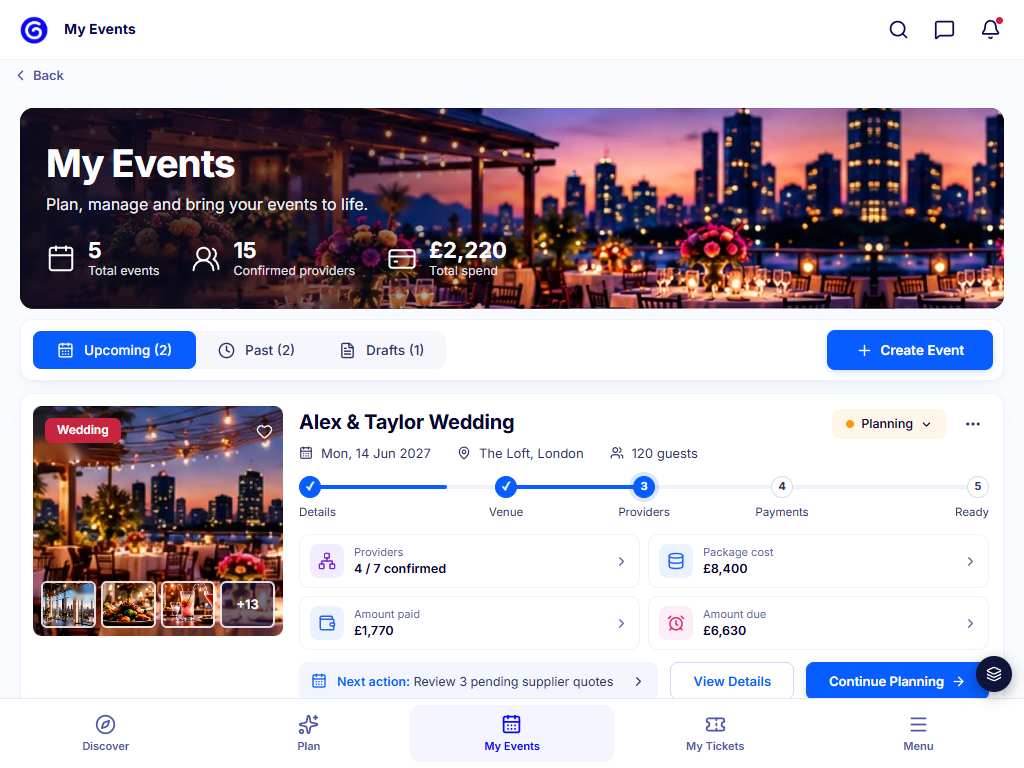 My Events
Back
My Events
Plan, manage and bring your events to life.
5
Total events
15
Confirmed providers
£2,220
Total spend
Upcoming (2)
Past (2)
Drafts (1)
Create Event
Wedding
+13
Alex & Taylor Wedding
Planning
Mon, 14 Jun 2027
The Loft, London
120 guests
3
4
5
Details
Venue
Providers
Payments
Ready
Providers
4 / 7 confirmed
Package cost
£8,400
Amount paid
£1,770
Amount due
£6,630
Next action: Review 3 pending supplier quotes
View Details
Continue Planning
Discover
Plan
My Events
My Tickets
Menu